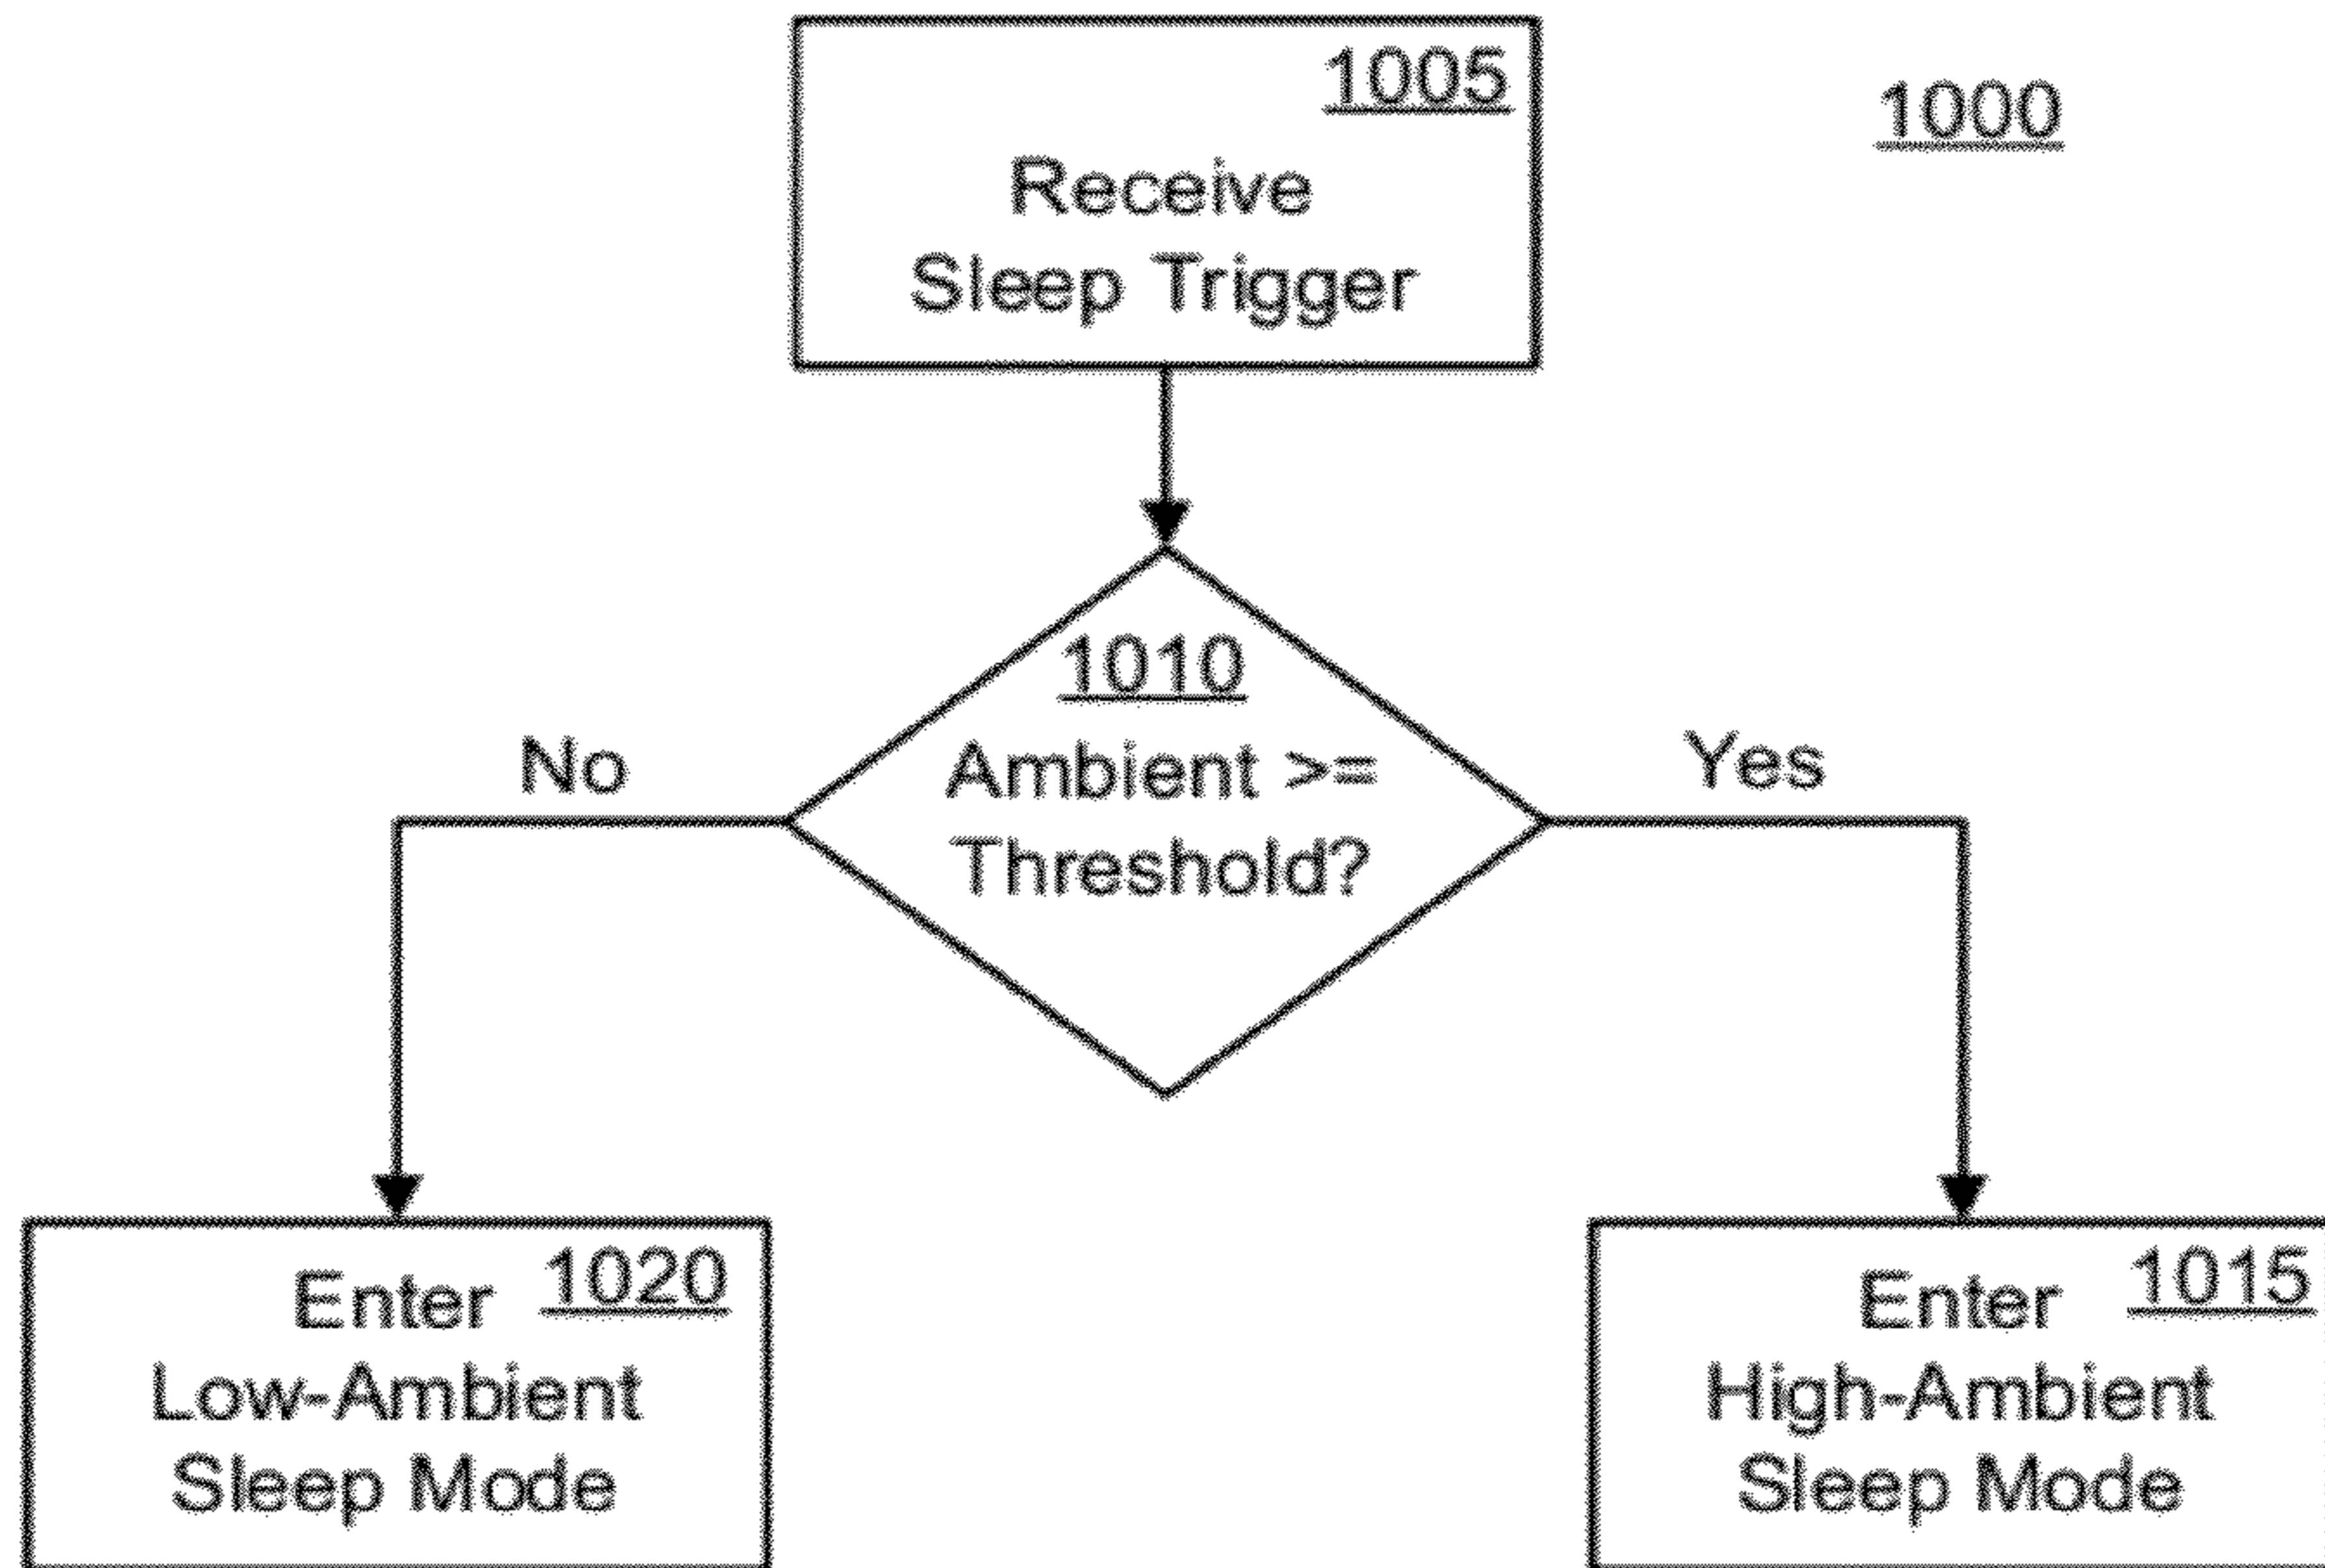 1005
1000
Receive
Sleep Trigger
1010
Ambient >=
Threshold?
No
Yes
Enter 1020
Low-Ambient
Sleep Mode
Enter 1015
High-Ambient
Sleep Mode